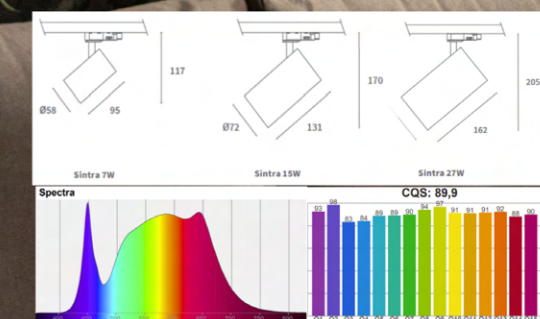 117
Ø58
95
170
Ø72
131
205
162
Sintra 7W
Sintra 15W
Sintra 27W
Spectra
CQS: 89,9
93 98 83 84 89 89 90 94 97 91 91 91 92 88 90